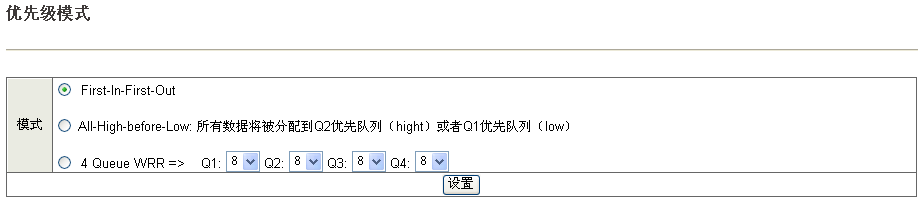 优先级模式
模式
First-In-First-Out
All-High-before-Low: 所有数据将被分配到Q2优先队列（hight）或者Q1优先队列（low）
4 Queue WRR => Q1: 8 Q2: 8 Q3: 8 Q4: 8
设置